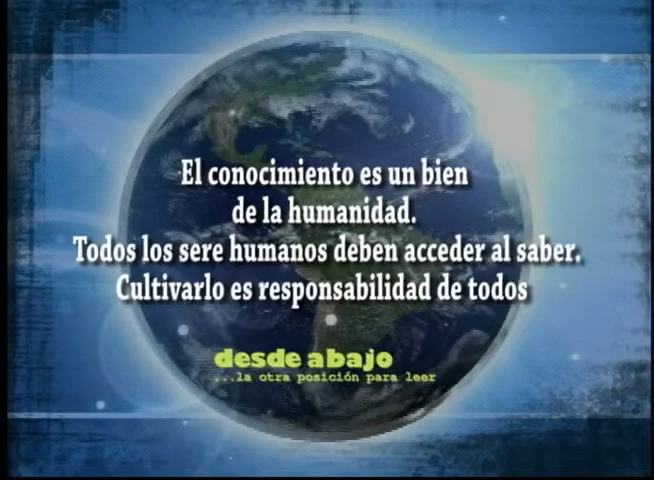 El conocimiento es un bien
de la humanidad.
Todos los sere humanos deben acceder al saber.
Cultivarlo es responsabilidad de todos
desde abajo
...la otra posición para leer